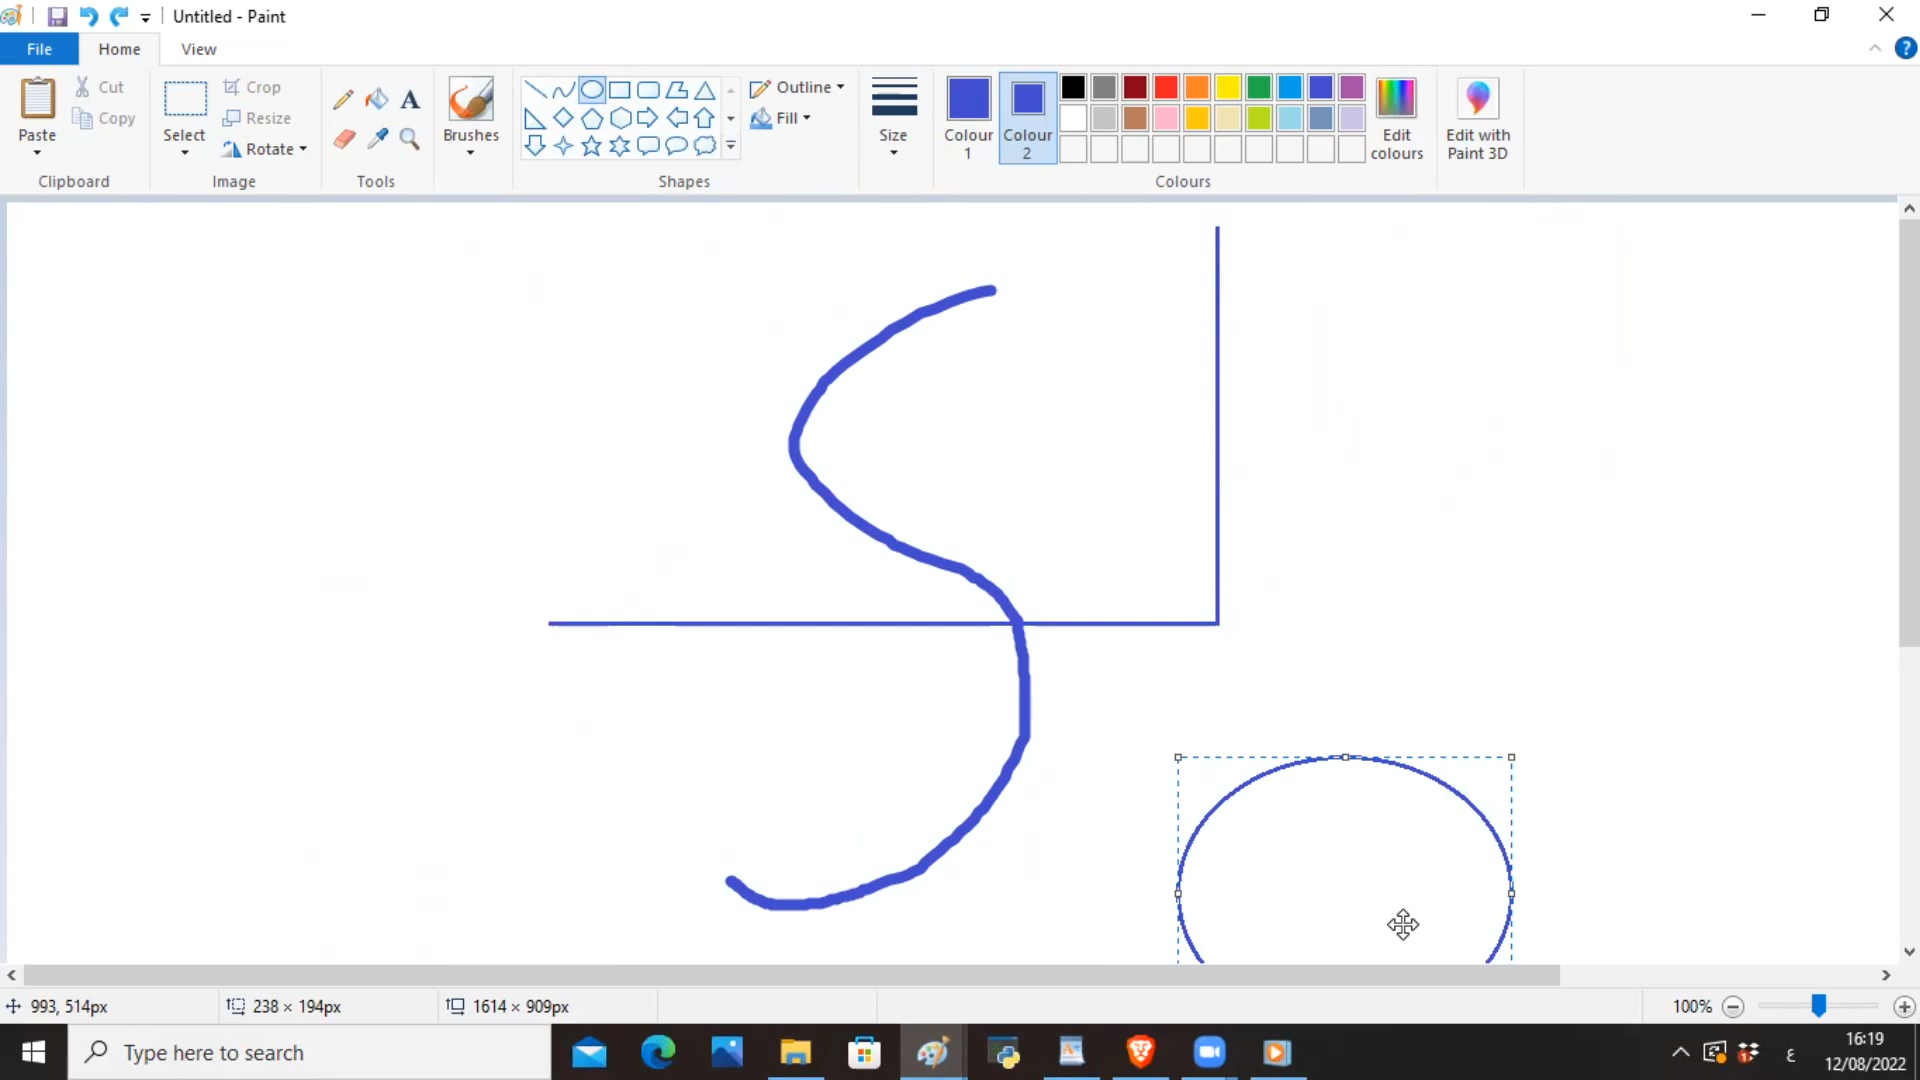 Untitled - Paint
File Home View
Paste
Cut
Copy
Clipboard
Select
Crop
Resize
Rotate
Image
A
Tools
Brushes
Shapes
Outline
Fill
Size
Colour 1
Colour 2
Edit colours
Colours
Edit with Paint 3D
?
993, 514px
238 × 194px
1614 × 909px
100%
Type here to search
ع
16:19
12/08/2022